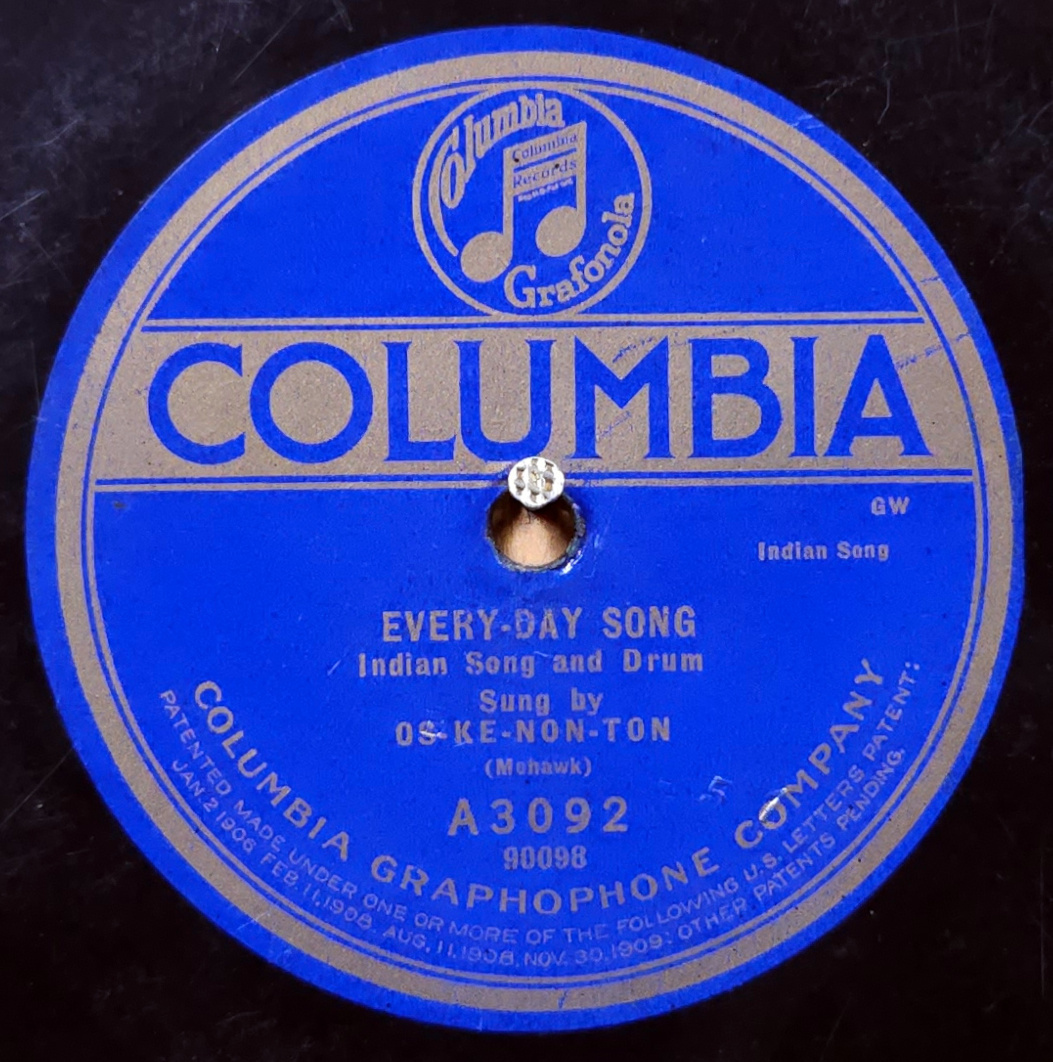 Columbia
Columbia
Records
Grafonola
COLUMBIA
GW
Indian Song
EVERY-DAY SONG
Indian Song and Drum
Sung by
OS-KE-NON-TON
(Mohawk)
A3092
90098
COLUMBIA GRAPHOPHONE COMPANY
PATENTED MADE UNDER ONE OR MORE OF THE FOLLOWING U.S. LETTERS PATENT:
JAN. 2 1906, FEB. 11, 1908, AUG. 11, 1908, NOV. 30, 1909: OTHER PATENTS PENDING.